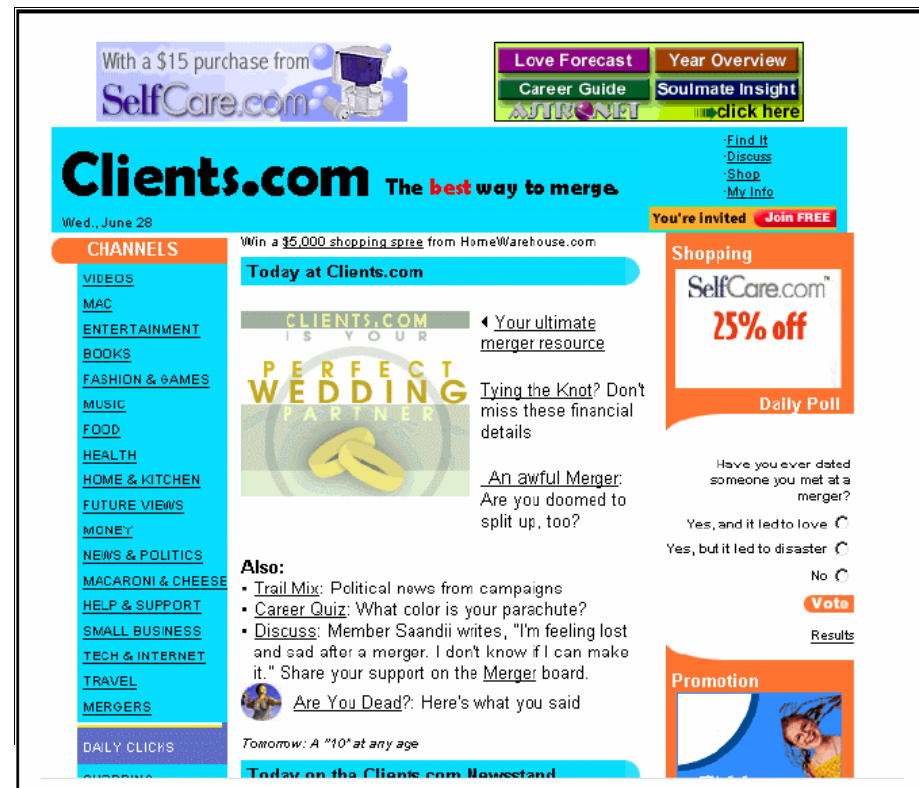 With a $15 purchase from
SelfCare.com
Love Forecast
Year Overview
Career Guide
Soulmate Insight
ASTRONET
click here
Clients.com The best way to merge.
·Find It
·Discuss
·Shop
·My Info
Wed., June 28
You're invited Join FREE
CHANNELS
VIDEOS
MAC
ENTERTAINMENT
BOOKS
FASHION & GAMES
MUSIC
FOOD
HEALTH
HOME & KITCHEN
FUTURE VIEWS
MONEY
NEWS & POLITICS
MACARONI & CHEESE
HELP & SUPPORT
SMALL BUSINESS
TECH & INTERNET
TRAVEL
MERGERS
DAILY CLICKS
SHOPPING
Win a $5,000 shopping spree from HomeWarehouse.com
Today at Clients.com
CLIENTS.COM
IS YOUR
PERFECT
WEDDING
PARTNER
Your ultimate
merger resource
Tying the Knot? Don't
miss these financial
details
An awful Merger:
Are you doomed to
split up, too?
Also:
▪ Trail Mix: Political news from campaigns
▪ Career Quiz: What color is your parachute?
▪ Discuss: Member Saandii writes, "I'm feeling lost
and sad after a merger. I don't know if I can make
it." Share your support on the Merger board.
Are You Dead?: Here's what you said
Tomorrow: A "10" at any age
Today on the Clients.com Newsstand
Shopping
SelfCare.com™
25% off
Daily Poll
Have you ever dated
someone you met at a
merger?
Yes, and it led to love
Yes, but it led to disaster
No
Vote
Results
Promotion